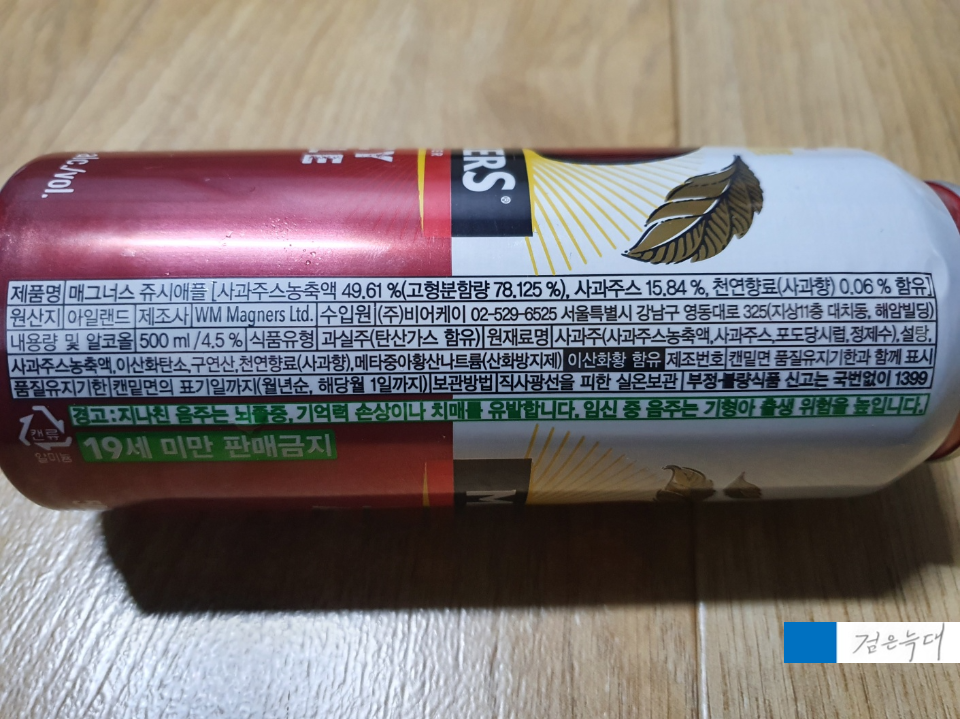 alc./vol.
ERS®
제품명 매그너스 쥬시애플 [사과주스농축액 49.61 %(고형분함량 78.125 %), 사과주스 15.84 %, 천연향료(사과향) 0.06 % 함유]
원산지 아일랜드 제조사 WM Magners Ltd. 수입원 (주)비어케이 02-529-6525 서울특별시 강남구 영동대로 325(지상11층 대치동, 해암빌딩)
내용량 및 알코올 500 ml / 4.5 % 식품유형 과실주(탄산가스 함유) 원재료명 사과주(사과주스농축액,사과주스,포도당시럽,정제수),설탕,
사과주스농축액,이산화탄소,구연산,천연향료(사과향),메타중아황산나트륨(산화방지제) 이산화황 함유 제조번호 캔밑면 품질유지기한과 함께 표시
품질유지기한 캔밑면의 표기일까지(월년순, 해당월 1일까지) 보관방법 직사광선을 피한 실온보관 부정·불량식품 신고는 국번없이 1399
경고 : 지나친 음주는 뇌졸중, 기억력 손상이나 치매를 유발합니다. 임신 중 음주는 기형아 출생 위험을 높입니다.
캔류
알미늄
19세 미만 판매금지
M
검은늑대